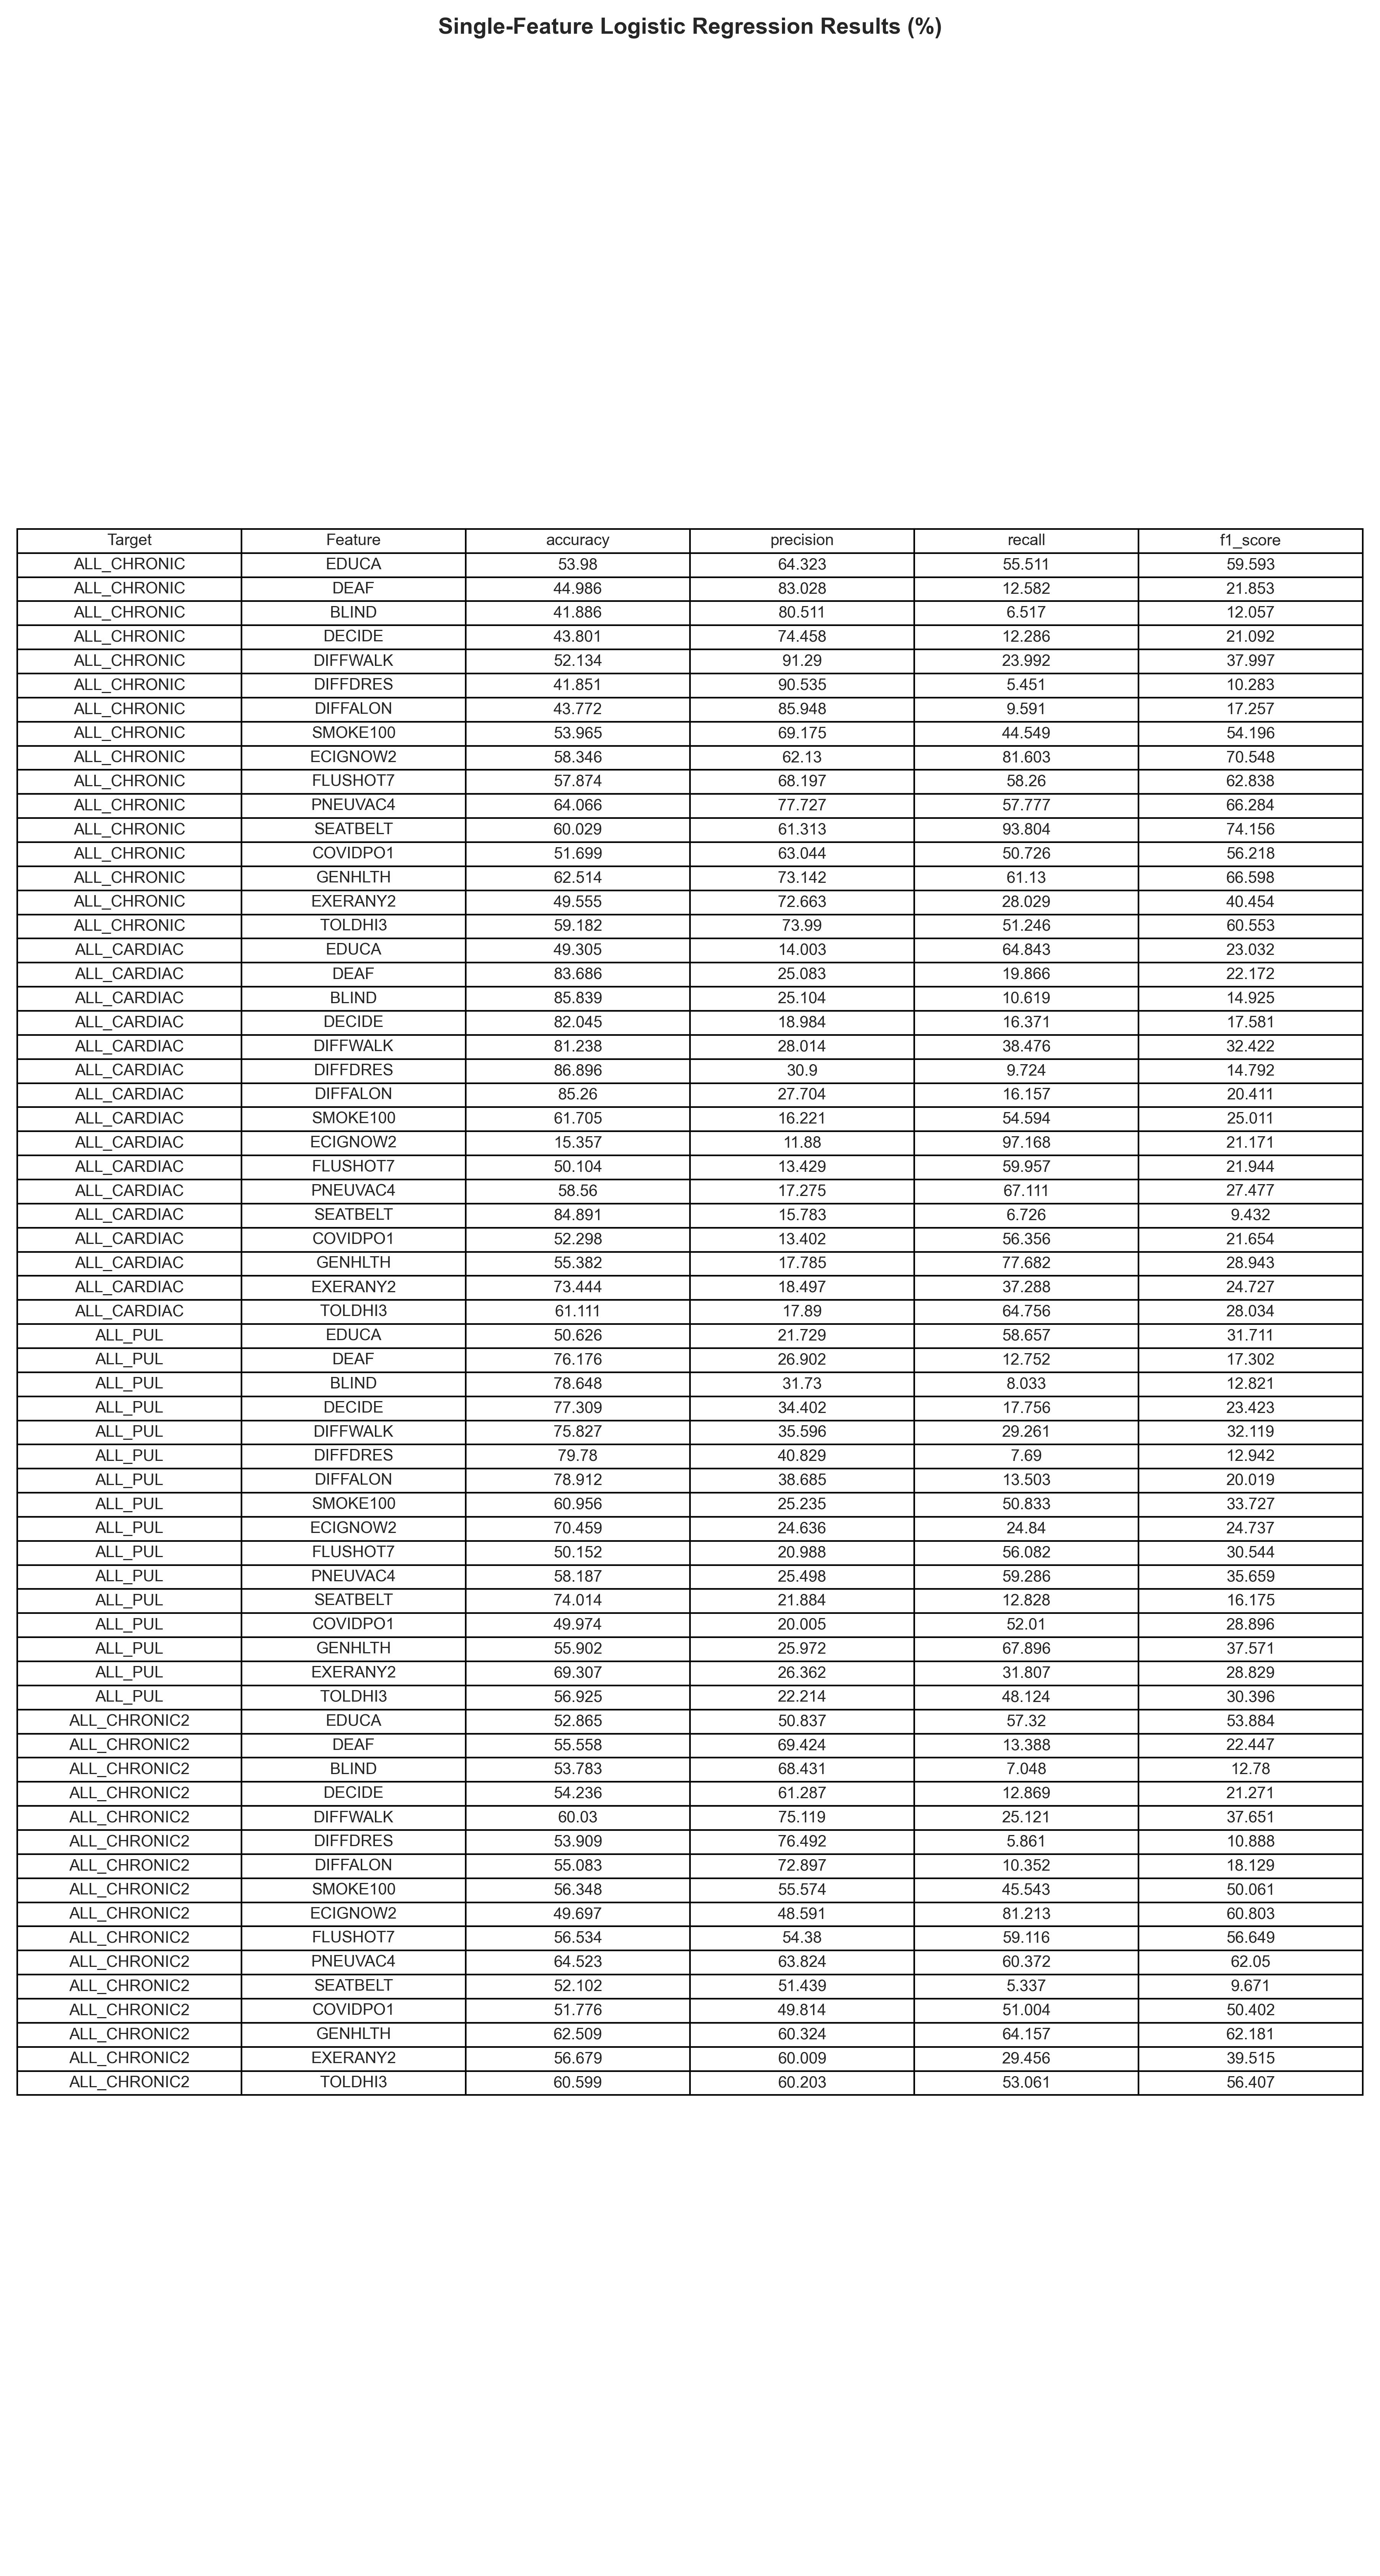 Single-Feature Logistic Regression Results (%)
Target Feature accuracy precision recall f1_score
ALL_CHRONIC EDUCA 53.98 64.323 55.511 59.593
ALL_CHRONIC DEAF 44.986 83.028 12.582 21.853
ALL_CHRONIC BLIND 41.886 80.511 6.517 12.057
ALL_CHRONIC DECIDE 43.801 74.458 12.286 21.092
ALL_CHRONIC DIFFWALK 52.134 91.29 23.992 37.997
ALL_CHRONIC DIFFDRES 41.851 90.535 5.451 10.283
ALL_CHRONIC DIFFALON 43.772 85.948 9.591 17.257
ALL_CHRONIC SMOKE100 53.965 69.175 44.549 54.196
ALL_CHRONIC ECIGNOW2 58.346 62.13 81.603 70.548
ALL_CHRONIC FLUSHOT7 57.874 68.197 58.26 62.838
ALL_CHRONIC PNEUVAC4 64.066 77.727 57.777 66.284
ALL_CHRONIC SEATBELT 60.029 61.313 93.804 74.156
ALL_CHRONIC COVIDPO1 51.699 63.044 50.726 56.218
ALL_CHRONIC GENHLTH 62.514 73.142 61.13 66.598
ALL_CHRONIC EXERANY2 49.555 72.663 28.029 40.454
ALL_CHRONIC TOLDHI3 59.182 73.99 51.246 60.553
ALL_CARDIAC EDUCA 49.305 14.003 64.843 23.032
ALL_CARDIAC DEAF 83.686 25.083 19.866 22.172
ALL_CARDIAC BLIND 85.839 25.104 10.619 14.925
ALL_CARDIAC DECIDE 82.045 18.984 16.371 17.581
ALL_CARDIAC DIFFWALK 81.238 28.014 38.476 32.422
ALL_CARDIAC DIFFDRES 86.896 30.9 9.724 14.792
ALL_CARDIAC DIFFALON 85.26 27.704 16.157 20.411
ALL_CARDIAC SMOKE100 61.705 16.221 54.594 25.011
ALL_CARDIAC ECIGNOW2 15.357 11.88 97.168 21.171
ALL_CARDIAC FLUSHOT7 50.104 13.429 59.957 21.944
ALL_CARDIAC PNEUVAC4 58.56 17.275 67.111 27.477
ALL_CARDIAC SEATBELT 84.891 15.783 6.726 9.432
ALL_CARDIAC COVIDPO1 52.298 13.402 56.356 21.654
ALL_CARDIAC GENHLTH 55.382 17.785 77.682 28.943
ALL_CARDIAC EXERANY2 73.444 18.497 37.288 24.727
ALL_CARDIAC TOLDHI3 61.111 17.89 64.756 28.034
ALL_PUL EDUCA 50.626 21.729 58.657 31.711
ALL_PUL DEAF 76.176 26.902 12.752 17.302
ALL_PUL BLIND 78.648 31.73 8.033 12.821
ALL_PUL DECIDE 77.309 34.402 17.756 23.423
ALL_PUL DIFFWALK 75.827 35.596 29.261 32.119
ALL_PUL DIFFDRES 79.78 40.829 7.69 12.942
ALL_PUL DIFFALON 78.912 38.685 13.503 20.019
ALL_PUL SMOKE100 60.956 25.235 50.833 33.727
ALL_PUL ECIGNOW2 70.459 24.636 24.84 24.737
ALL_PUL FLUSHOT7 50.152 20.988 56.082 30.544
ALL_PUL PNEUVAC4 58.187 25.498 59.286 35.659
ALL_PUL SEATBELT 74.014 21.884 12.828 16.175
ALL_PUL COVIDPO1 49.974 20.005 52.01 28.896
ALL_PUL GENHLTH 55.902 25.972 67.896 37.571
ALL_PUL EXERANY2 69.307 26.362 31.807 28.829
ALL_PUL TOLDHI3 56.925 22.214 48.124 30.396
ALL_CHRONIC2 EDUCA 52.865 50.837 57.32 53.884
ALL_CHRONIC2 DEAF 55.558 69.424 13.388 22.447
ALL_CHRONIC2 BLIND 53.783 68.431 7.048 12.78
ALL_CHRONIC2 DECIDE 54.236 61.287 12.869 21.271
ALL_CHRONIC2 DIFFWALK 60.03 75.119 25.121 37.651
ALL_CHRONIC2 DIFFDRES 53.909 76.492 5.861 10.888
ALL_CHRONIC2 DIFFALON 55.083 72.897 10.352 18.129
ALL_CHRONIC2 SMOKE100 56.348 55.574 45.543 50.061
ALL_CHRONIC2 ECIGNOW2 49.697 48.591 81.213 60.803
ALL_CHRONIC2 FLUSHOT7 56.534 54.38 59.116 56.649
ALL_CHRONIC2 PNEUVAC4 64.523 63.824 60.372 62.05
ALL_CHRONIC2 SEATBELT 52.102 51.439 5.337 9.671
ALL_CHRONIC2 COVIDPO1 51.776 49.814 51.004 50.402
ALL_CHRONIC2 GENHLTH 62.509 60.324 64.157 62.181
ALL_CHRONIC2 EXERANY2 56.679 60.009 29.456 39.515
ALL_CHRONIC2 TOLDHI3 60.599 60.203 53.061 56.407